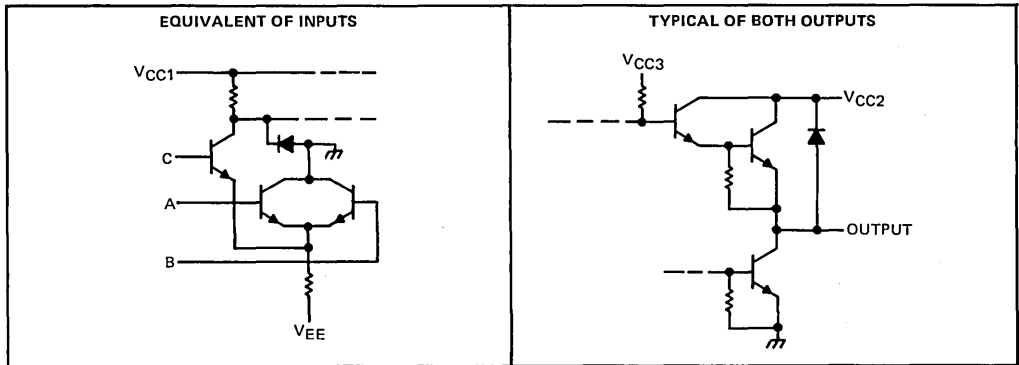 EQUIVALENT OF INPUTS
VCC1
C
A
B
VEE
TYPICAL OF BOTH OUTPUTS
VCC3
VCC2
OUTPUT